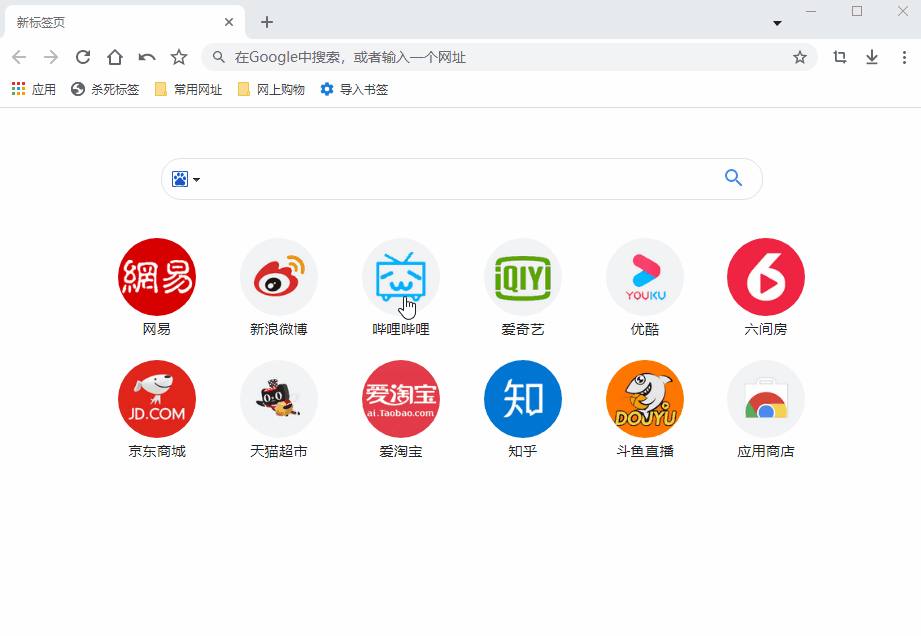 新标签页
在Google中搜索，或者输入一个网址
应用 杀死标签 常用网址 网上购物 导入书签
網易 iQIYI YOUKU
网易 新浪微博 哔哩哔哩 爱奇艺 优酷 六间房
JD.COM 爱淘宝 ai.Taobao.com 知 DOUYU
京东商城 天猫超市 爱淘宝 知乎 斗鱼直播 应用商店